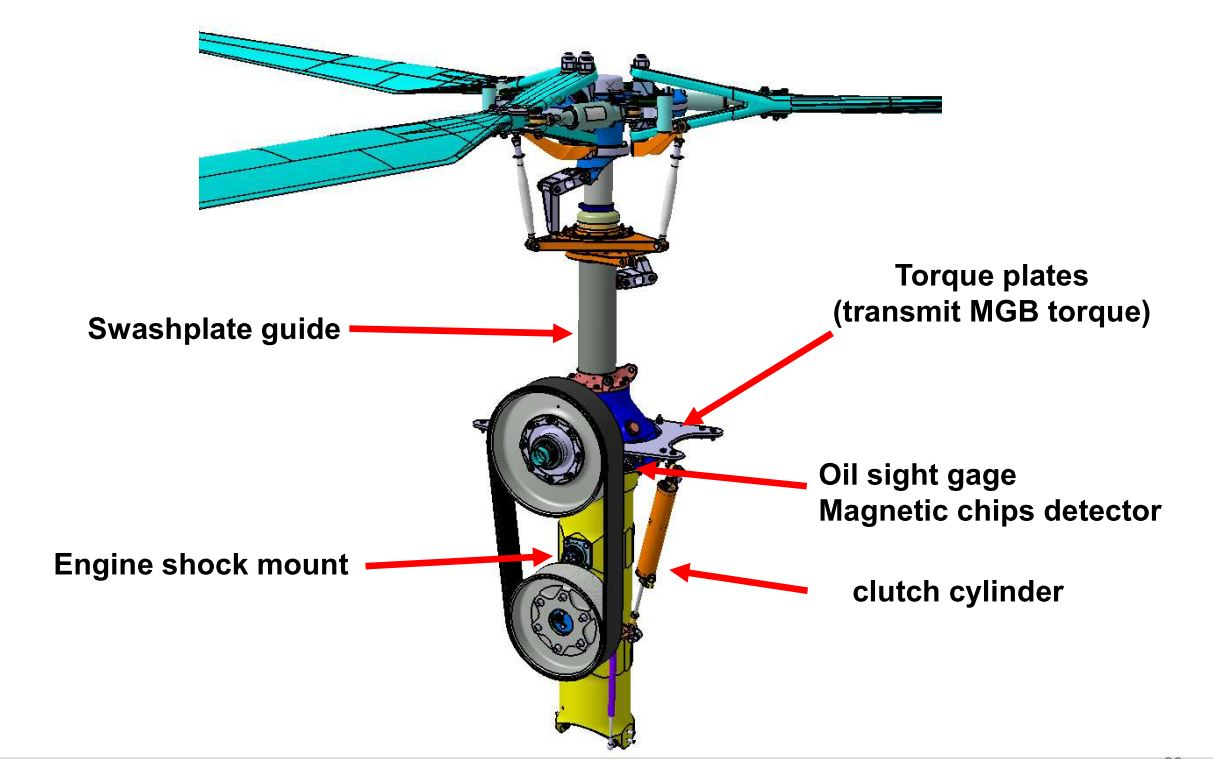 Torque plates
(transmit MGB torque)
Swashplate guide
Oil sight gage
Magnetic chips detector
Engine shock mount
clutch cylinder